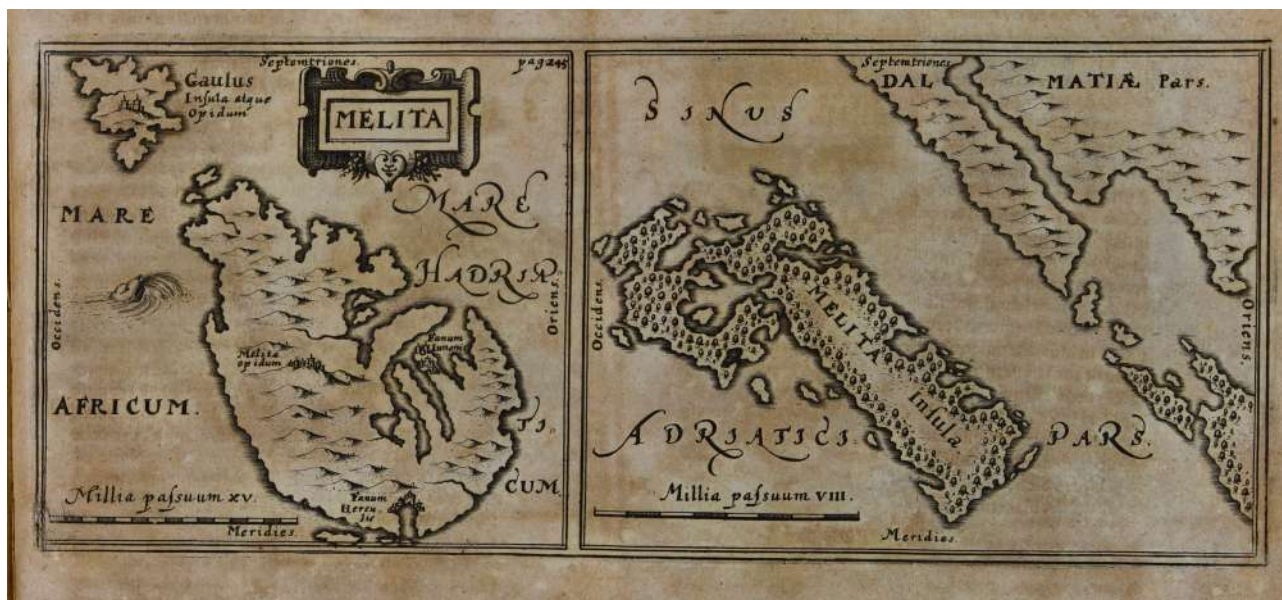 Septemtriones.
pag 245
Gaulus
Insula atque
Opidum
MELITA
MARE
MARE
HADRIA
TI
CUM.
Occidens.
Oriens.
Melita
opidum
Fanum
Iunonis
AFRICUM.
Millia passuum XV.
Fanum
Hercu
lis
Meridies.
Septemtriones.
DAL
MATIÆ Pars.
SINUS
Occidens.
Oriens.
MELITA
Insula.
ADRIATICI.
PARS.
Millia passuum VIII.
Meridies.